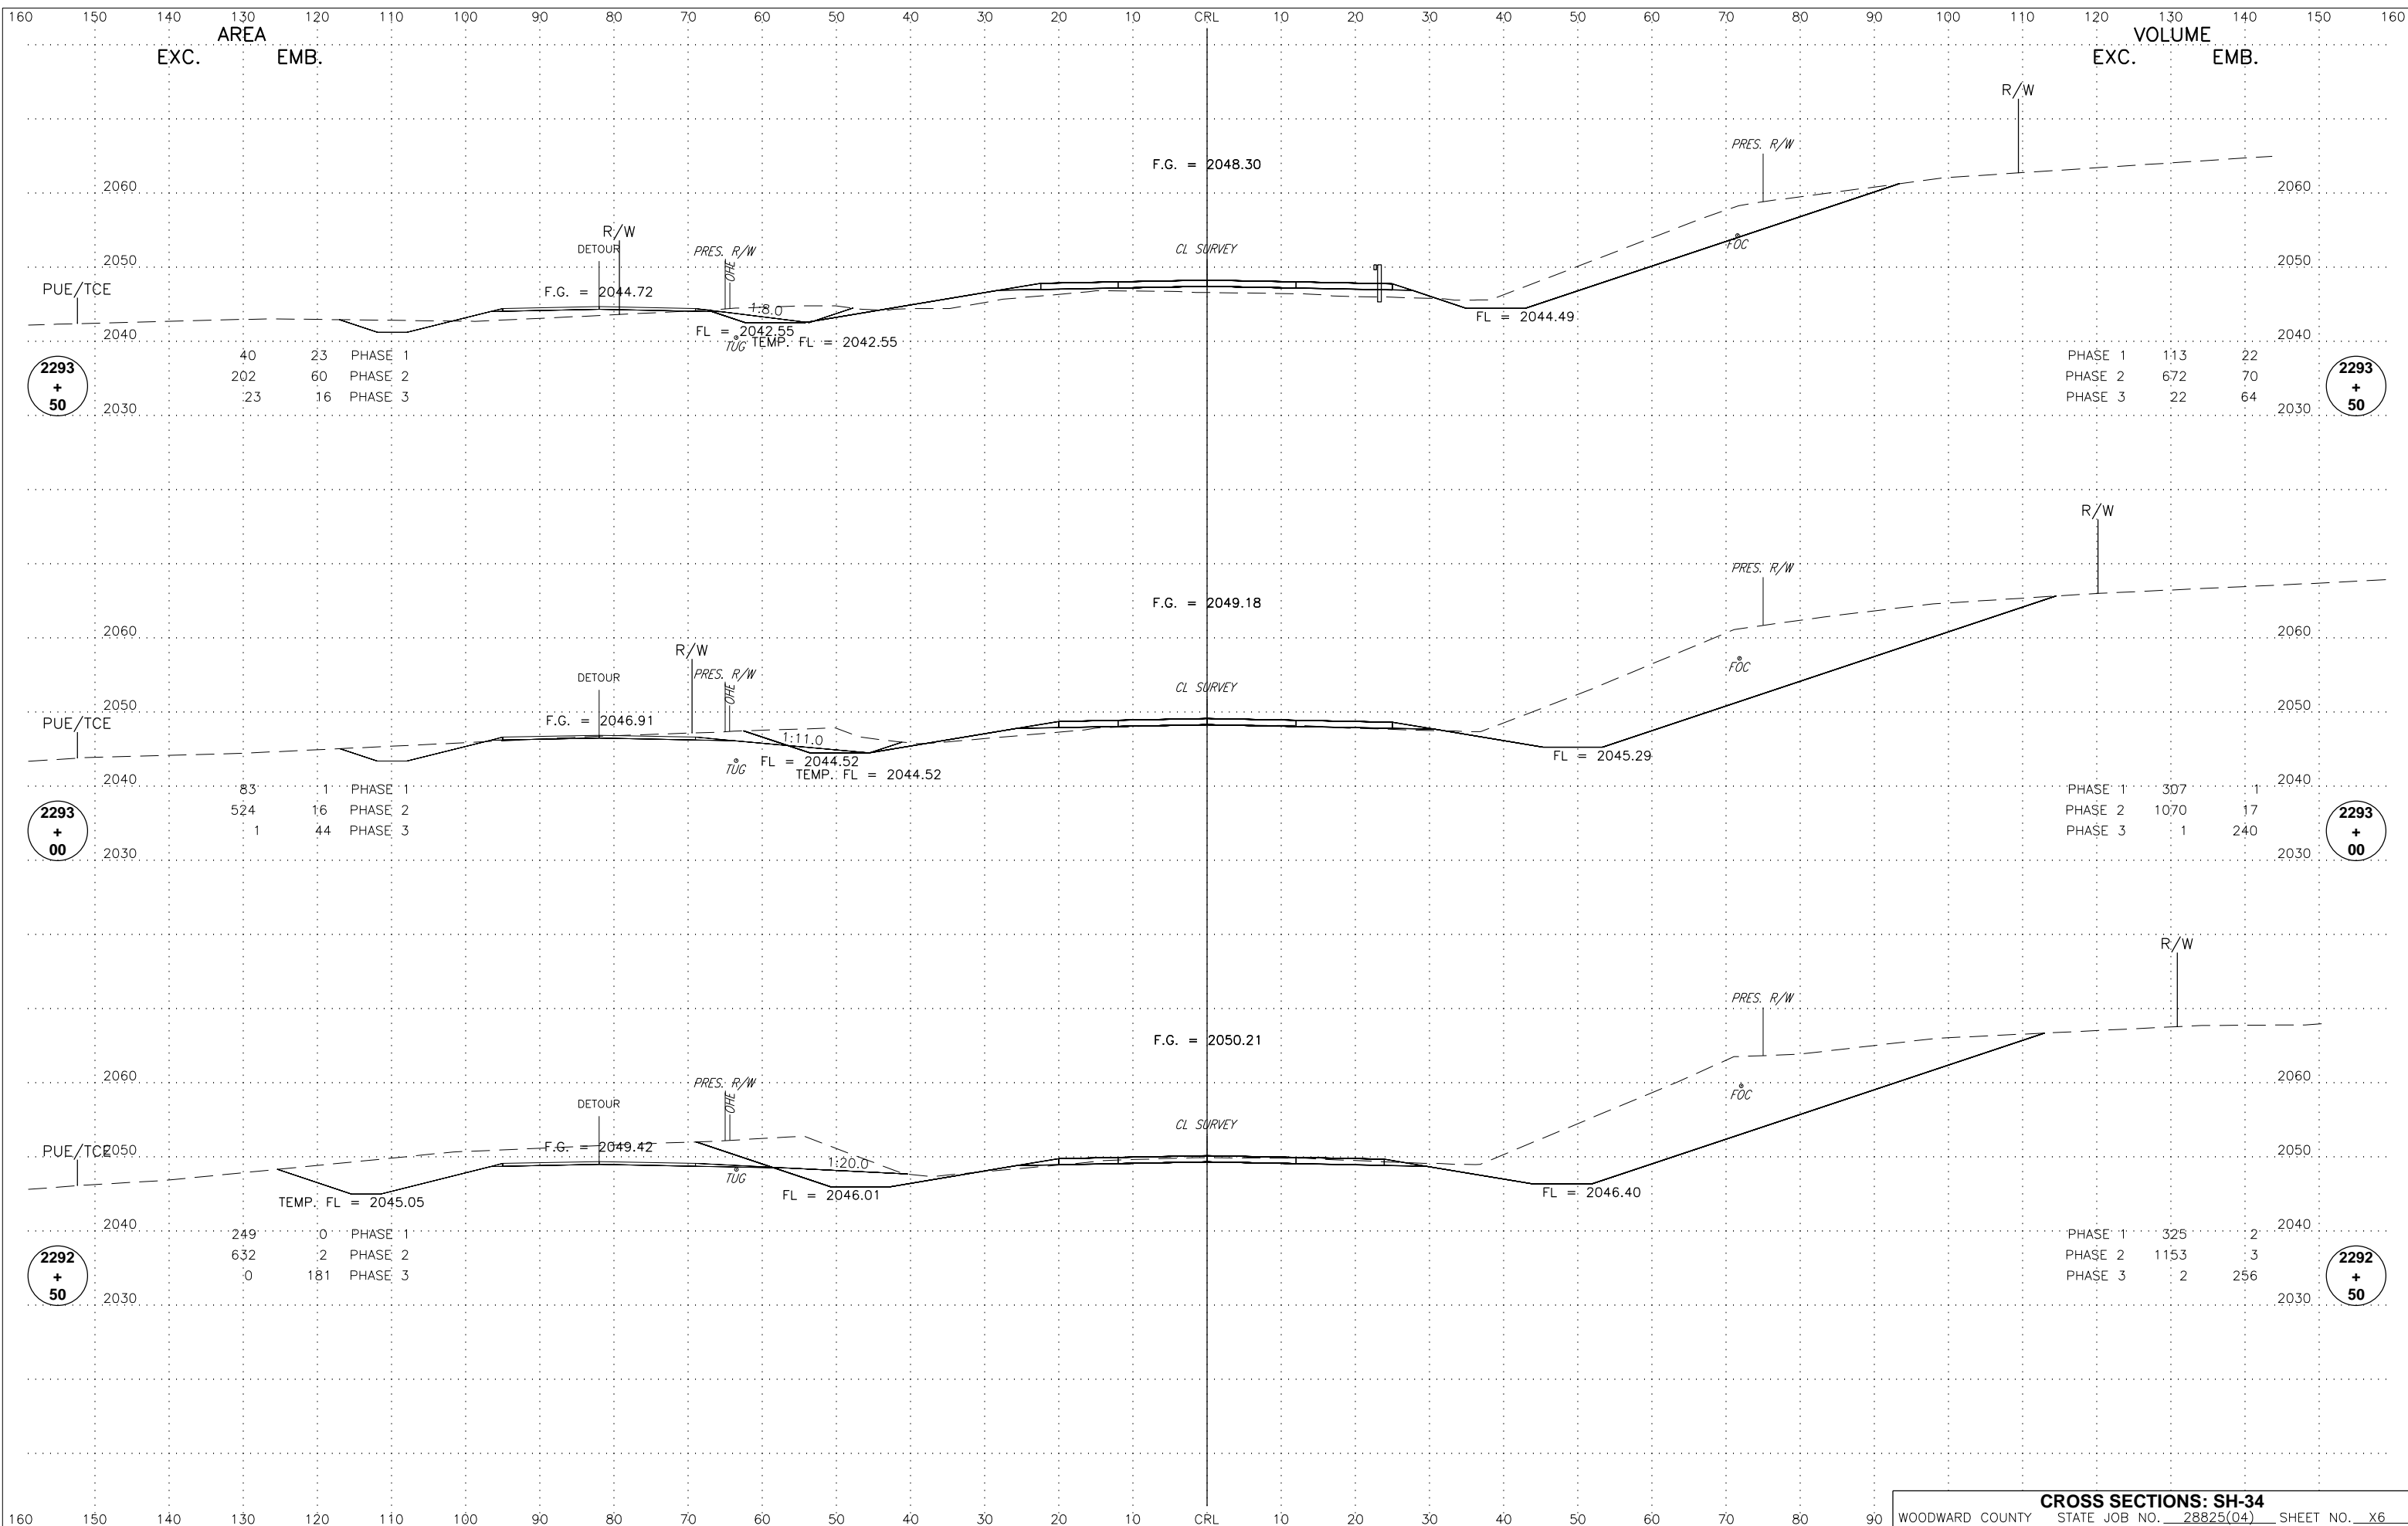 160 150 140 130 120 110 100 90 80 70 60 50 40 30 20 10 CRL 10 20 30 40 50 60 70 80 90 100 110 120 130 140 150 160
AREA VOLUME
EXC. EMB. EXC. EMB.
R/W
PRES. R/W
F.G. = 2048.30
2060 2060
R/W
DETOUR PRES. R/W CL SURVEY
FOC
2050 2050
OHE
PUE/TCE F.G. = 2044.72
1:8.0
FL = 2044.49
FL = 2042.55
2040 TUG TEMP. FL = 2042.55 2040
40 23 PHASE 1 PHASE 1 113 22
202 60 PHASE 2 PHASE 2 672 70
23 16 PHASE 3 PHASE 3 22 64
2293 2293
+ +
50 50
2030 2030
R/W
PRES. R/W
F.G. = 2049.18
2060 2060
R/W
FOC
DETOUR PRES. R/W CL SURVEY
OHE
2050 2050
PUE/TCE F.G. = 2046.91
1:11.0
FL = 2045.29
TUG FL = 2044.52
TEMP. FL = 2044.52
2040 2040
83 1 PHASE 1 PHASE 1 307 1
524 16 PHASE 2 PHASE 2 1070 17
1 44 PHASE 3 PHASE 3 1 240
2293 2293
+ +
00 00
2030 2030
R/W
PRES. R/W
F.G. = 2050.21
2060 PRES. R/W 2060
FOC
DETOUR OHE
CL SURVEY
PUE/TCE 2050 F.G. = 2049.42 2050
1:20.0
TUG
FL = 2046.01 FL = 2046.40
TEMP. FL = 2045.05
2040 2040
249 0 PHASE 1 PHASE 1 325 2
632 2 PHASE 2 PHASE 2 1153 3
0 181 PHASE 3 PHASE 3 2 256
2292 2292
+ +
50 50
2030 2030
160 150 140 130 120 110 100 90 80 70 60 50 40 30 20 10 CRL 10 20 30 40 50 60 70 80 90
CROSS SECTIONS: SH-34
WOODWARD COUNTY STATE JOB NO. 28825(04) SHEET NO. X6